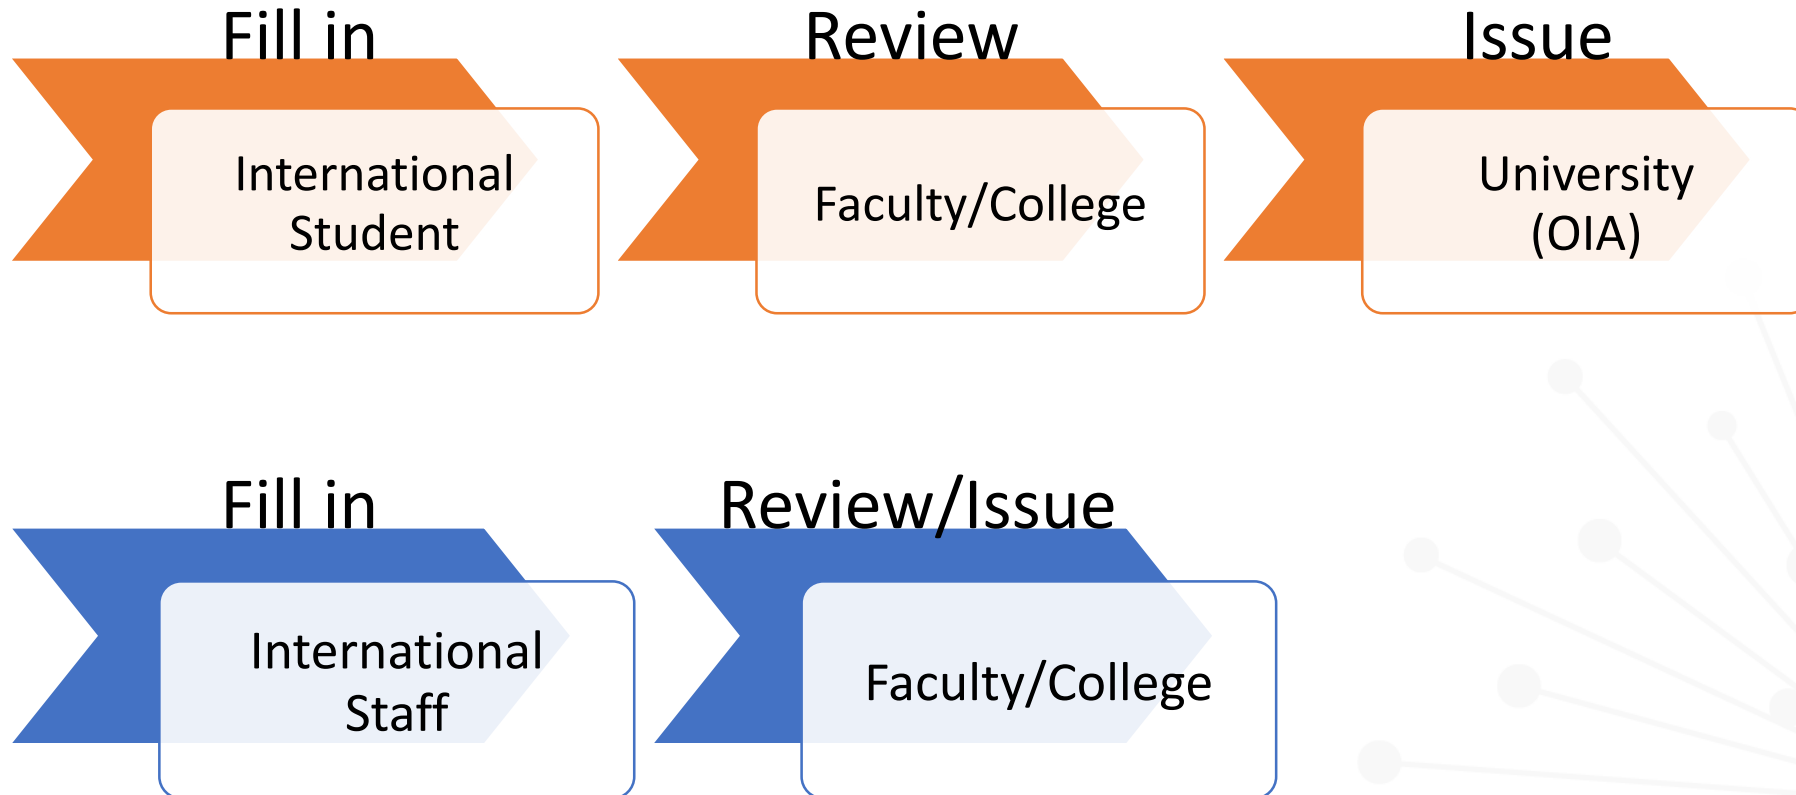 Fill in
Review
Issue
International
Student
Faculty/College
University
(OIA)
Fill in
Review/Issue
International
Staff
Faculty/College